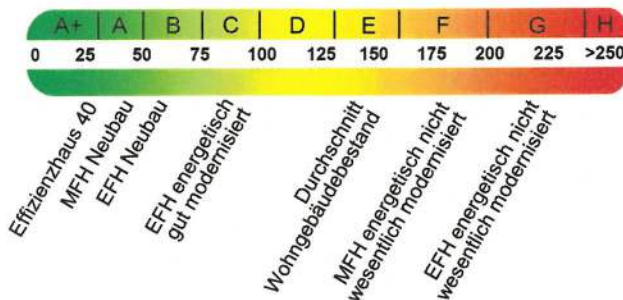 A+ A B C D E F G H
0 25 50 75 100 125 150 175 200 225 >250
Effizienzhaus 40
MFH Neubau
EFH Neubau
EFH energetisch
gut modernisiert
Durchschnitt
Wohngebäudebestand
MFH energetisch nicht
wesentlich modernisiert
EFH energetisch nicht
wesentlich modernisiert